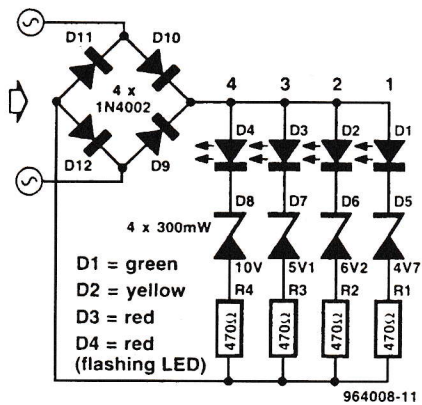 D11
D10
4 x
1N4002
D12
D9
4 3 2 1
D4 D3 D2 D1
D8 D7 D6 D5
4 x 300mW
10V 5V1 6V2 4V7
R4 R3 R2 R1
470Ω 470Ω 470Ω 470Ω
D1 = green
D2 = yellow
D3 = red
D4 = red
(flashing LED)
964008-11